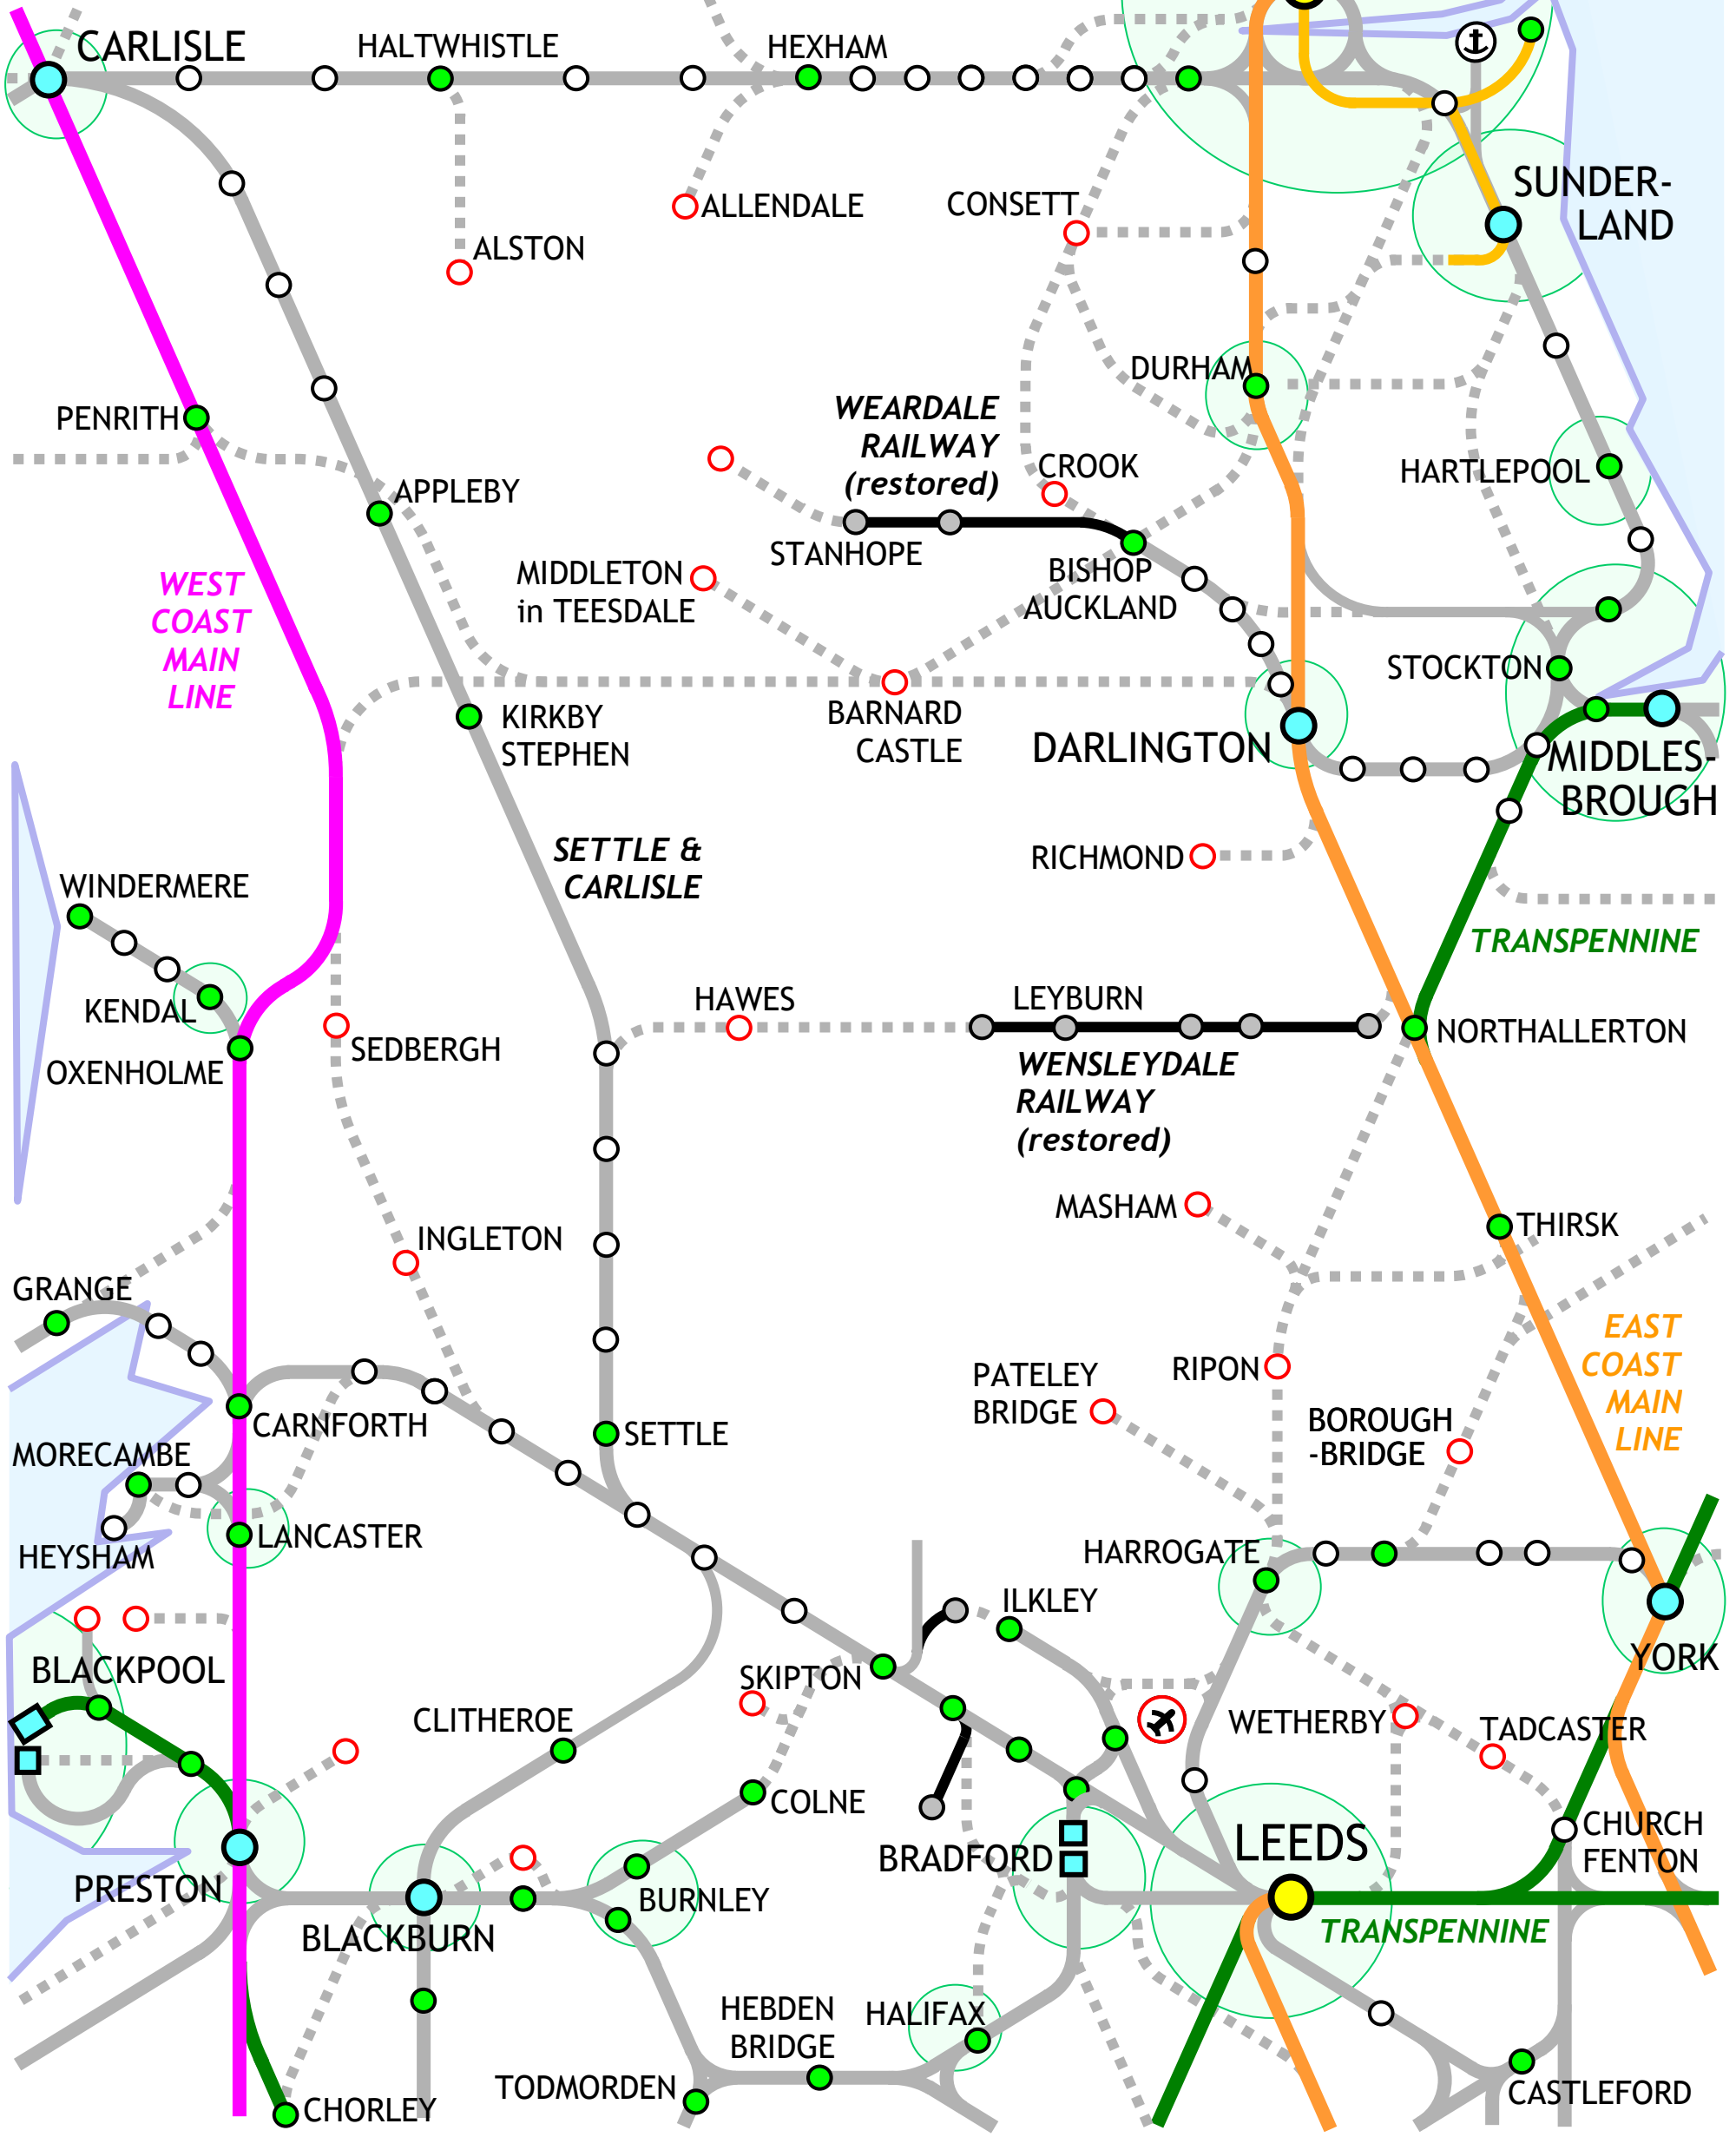 CARLISLE
HALTWHISTLE
HEXHAM
SUNDER-
LAND
ALLENDALE
CONSETT
ALSTON
DURHAM
PENRITH
WEARDALE
RAILWAY
(restored)
CROOK
HARTLEPOOL
APPLEBY
STANHOPE
BISHOP
AUCKLAND
MIDDLETON
in TEESDALE
WEST
COAST
MAIN
LINE
STOCKTON
KIRKBY
STEPHEN
BARNARD
CASTLE
DARLINGTON
MIDDLES-
BROUGH
SETTLE &
CARLISLE
RICHMOND
WINDERMERE
TRANSPENNINE
KENDAL
HAWES
LEYBURN
NORTHALLERTON
SEDBERGH
OXENHOLME
WENSLEYDALE
RAILWAY
(restored)
MASHAM
THIRSK
INGLETON
GRANGE
EAST
COAST
MAIN
LINE
PATELEY
BRIDGE
RIPON
BOROUGH
-BRIDGE
CARNFORTH
SETTLE
MORECAMBE
LANCASTER
HEYSHAM
HARROGATE
ILKLEY
YORK
BLACKPOOL
SKIPTON
CLITHEROE
WETHERBY
TADCASTER
COLNE
CHURCH
FENTON
LEEDS
BRADFORD
PRESTON
BURNLEY
BLACKBURN
TRANSPENNINE
HEBDEN
BRIDGE
HALIFAX
TODMORDEN
CASTLEFORD
CHORLEY